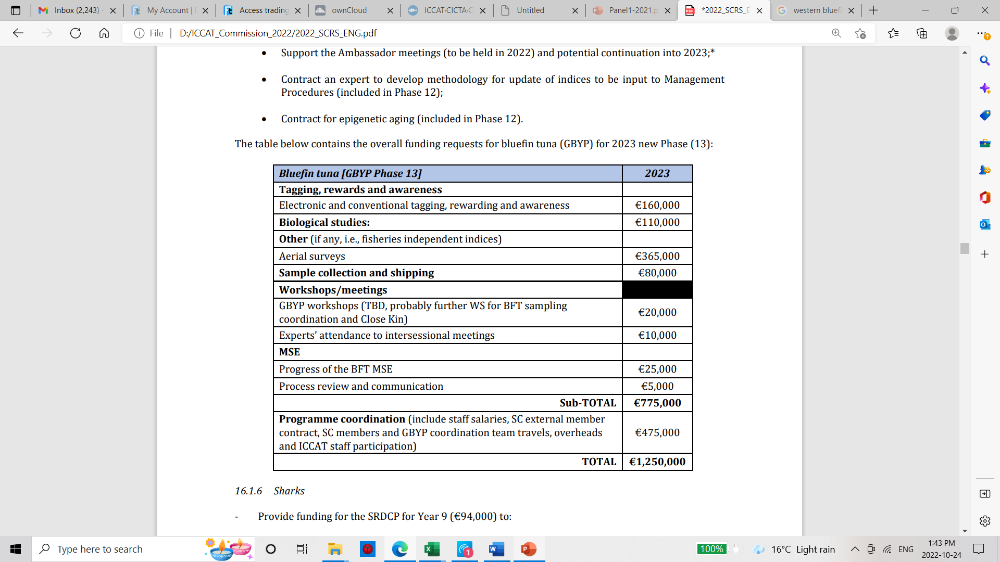 Inbox (2,243)
My Account |
Access trading
ownCloud
ICCAT·CICTA·C
Untitled
Panel1-2021.p
*2022_SCRS_E
western bluefi
File
D:/ICCAT_Commission_2022/2022_SCRS_ENG.pdf
• Support the Ambassador meetings (to be held in 2022) and potential continuation into 2023;*
• Contract an expert to develop methodology for update of indices to be input to Management
Procedures (included in Phase 12);
• Contract for epigenetic aging (included in Phase 12).
The table below contains the overall funding requests for bluefin tuna (GBYP) for 2023 new Phase (13):
Bluefin tuna [GBYP Phase 13] 2023
Tagging, rewards and awareness
Electronic and conventional tagging, rewarding and awareness €160,000
Biological studies: €110,000
Other (if any, i.e., fisheries independent indices)
Aerial surveys €365,000
Sample collection and shipping €80,000
Workshops/meetings
GBYP workshops (TBD, probably further WS for BFT sampling
coordination and Close Kin) €20,000
Experts’ attendance to intersessional meetings €10,000
MSE
Progress of the BFT MSE €25,000
Process review and communication €5,000
Sub-TOTAL €775,000
Programme coordination (include staff salaries, SC external member
contract, SC members and GBYP coordination team travels, overheads €475,000
and ICCAT staff participation)
TOTAL €1,250,000
16.1.6 Sharks
- Provide funding for the SRDCP for Year 9 (€94,000) to:
Type here to search
100%
16°C Light rain
ENG
1:43 PM
2022-10-24